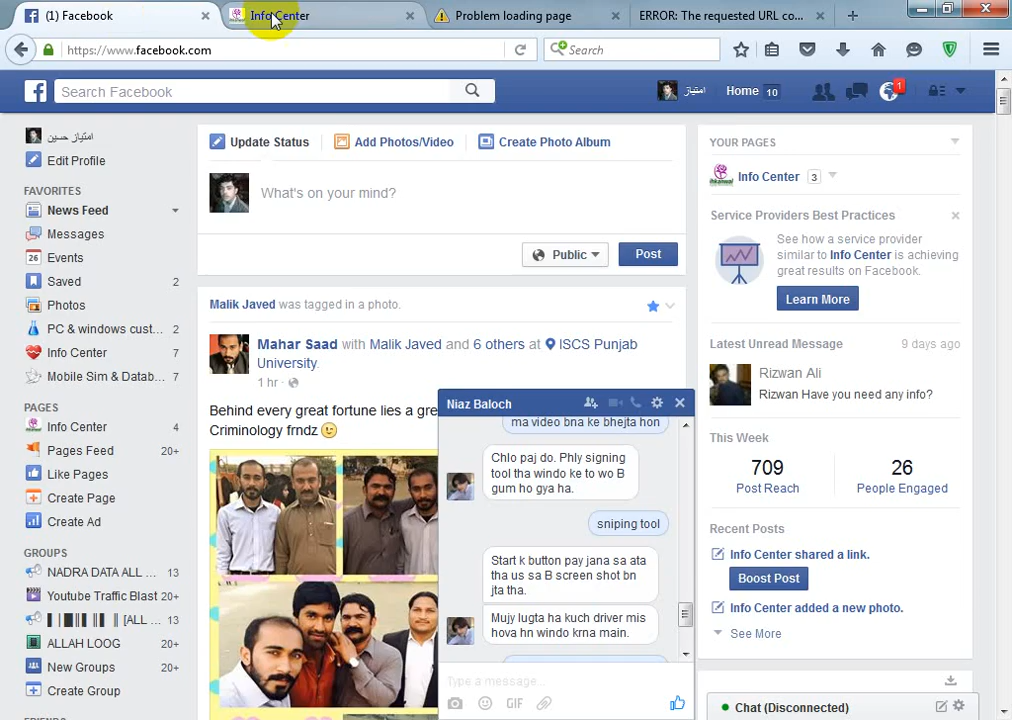 (1) Facebook
Info Center
Problem loading page
ERROR: The requested URL co...
https://www.facebook.com
Search
Search Facebook
امتیاز
Home 10
1
امتیاز حسین
Edit Profile
FAVORITES
News Feed
Messages
26 Events
Saved 2
Photos
PC & windows cust... 2
Info Center 7
Mobile Sim & Datab... 7
PAGES
Info Center 4
Pages Feed 20+
Like Pages
Create Page
Create Ad
GROUPS
NADRA DATA ALL ... 13
Youtube Traffic Blast 20+
[ALL ... 13
ALLAH LOOG 20+
New Groups 20+
Create Group
Update Status
Add Photos/Video
Create Photo Album
What's on your mind?
Public
Post
Malik Javed was tagged in a photo.
Mahar Saad with Malik Javed and 6 others at ISCS Punjab
University.
1 hr
Behind every great fortune lies a gre
Criminology frndz
Niaz Baloch
ma video bna ke bhejta hon
Chlo paj do. Phly signing
tool tha windo ke to wo B
gum ho gya ha.
sniping tool
Start k button pay jana sa ata
tha us sa B screen shot bn
jta tha.
Mujy lugta ha kuch driver mis
hova hn windo krna main.
Type a message...
GIF
YOUR PAGES
Info Center 3
Service Providers Best Practices
See how a service provider
similar to Info Center is achieving
great results on Facebook.
Learn More
Latest Unread Message 9 days ago
Rizwan Ali
Rizwan Have you need any info?
This Week
709 26
Post Reach People Engaged
Recent Posts
Info Center shared a link.
Boost Post
Info Center added a new photo.
See More
Chat (Disconnected)